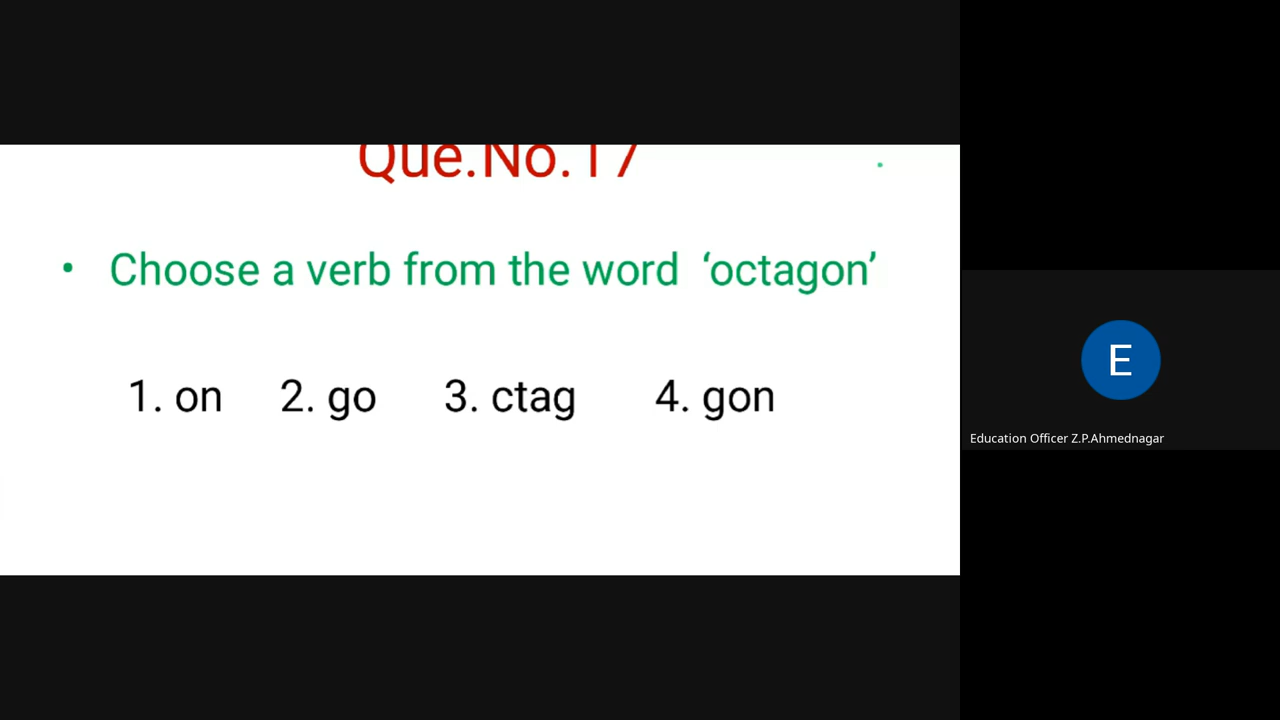 Que.No.17
• Choose a verb from the word ‘octagon’
1. on 2. go 3. ctag 4. gon
E
Education Officer Z.P.Ahmednagar